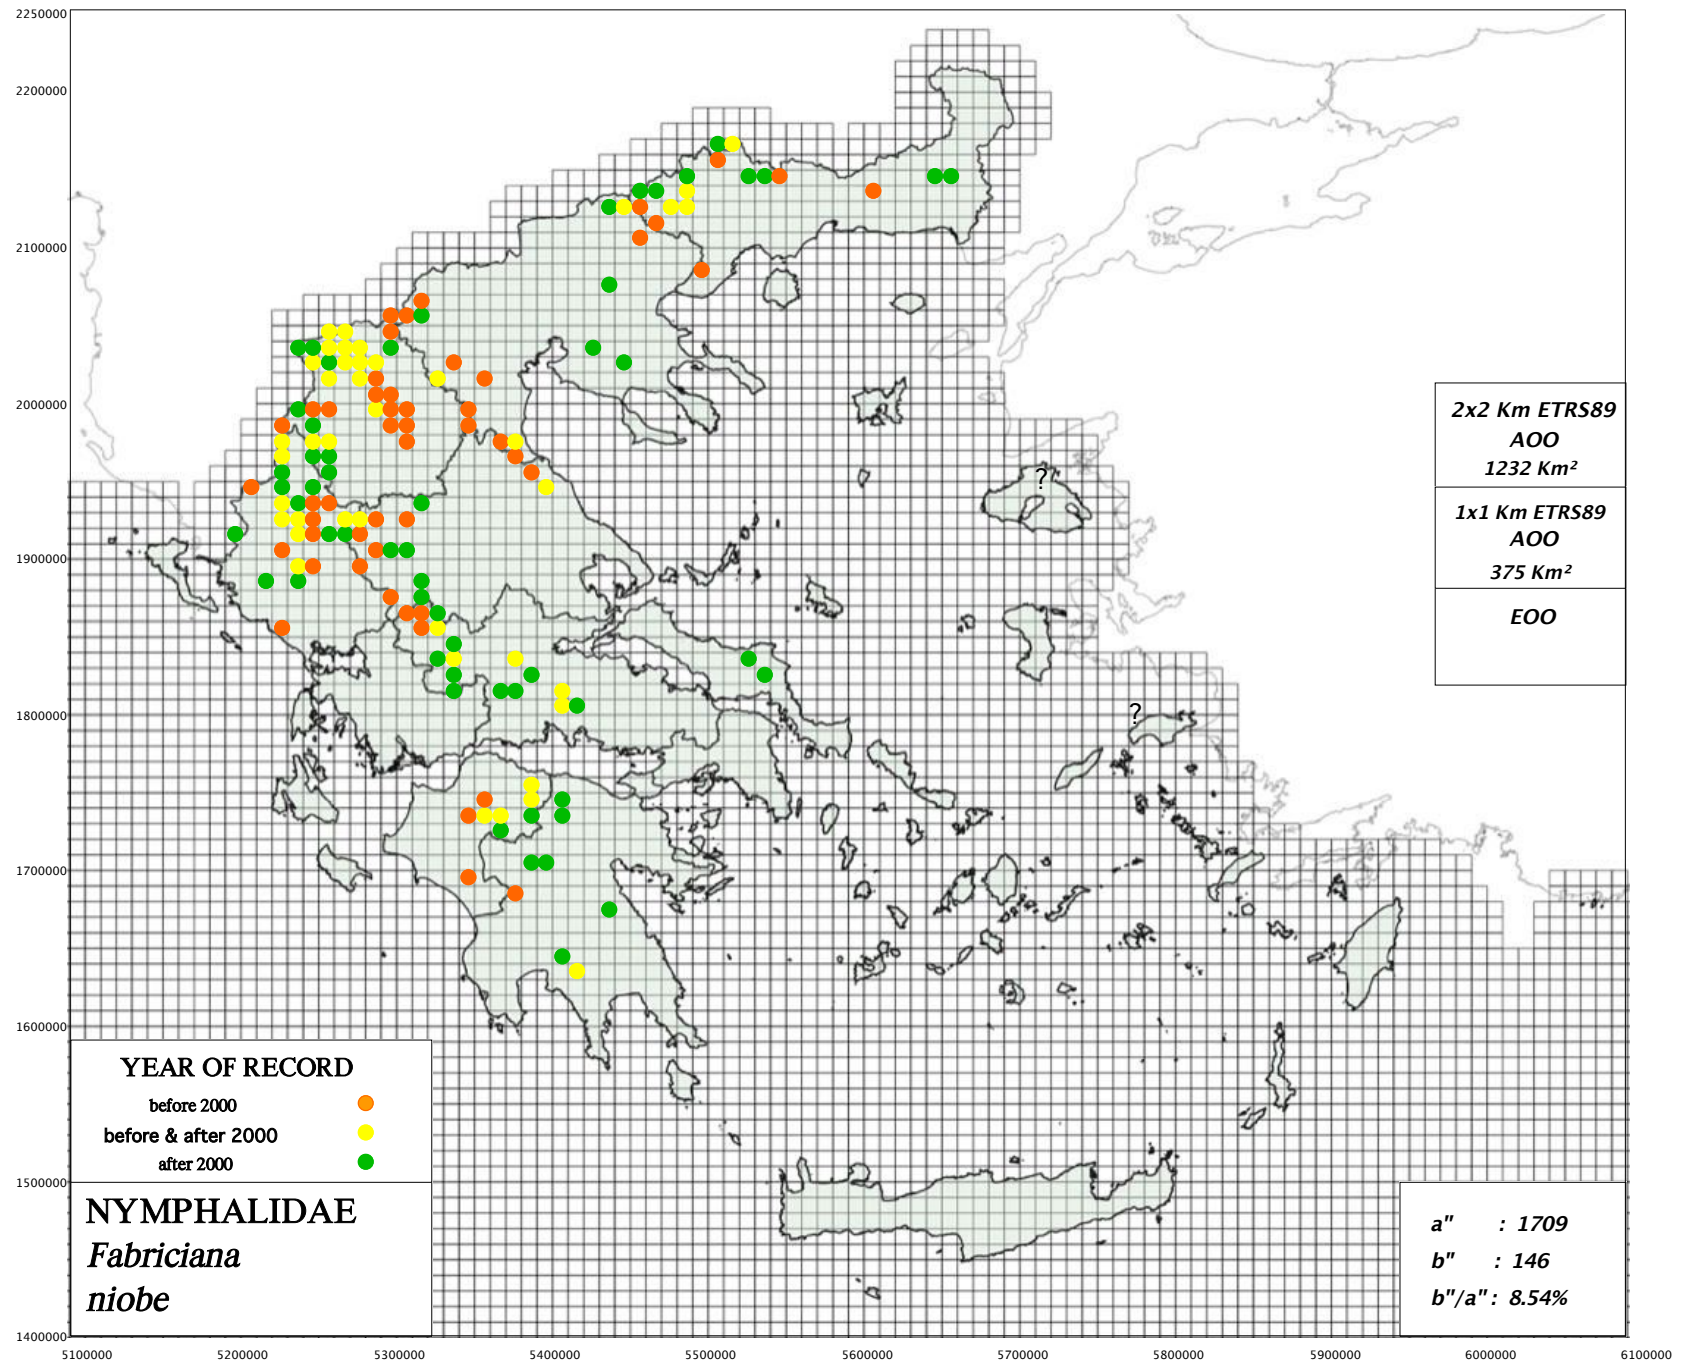 2250000
2200000
2100000
2000000
1900000
1800000
1700000
1600000
1500000
1400000
5100000 5200000 5300000 5400000 5500000 5600000 5700000 5800000 5900000 6000000 6100000
?
?
2x2 Km ETRS89
AOO
1232 Km²
1x1 Km ETRS89
AOO
375 Km²
EOO
YEAR OF RECORD
before 2000
before & after 2000
after 2000
NYMPHALIDAE
Fabriciana
niobe
a" : 1709
b" : 146
b"/a" : 8.54%